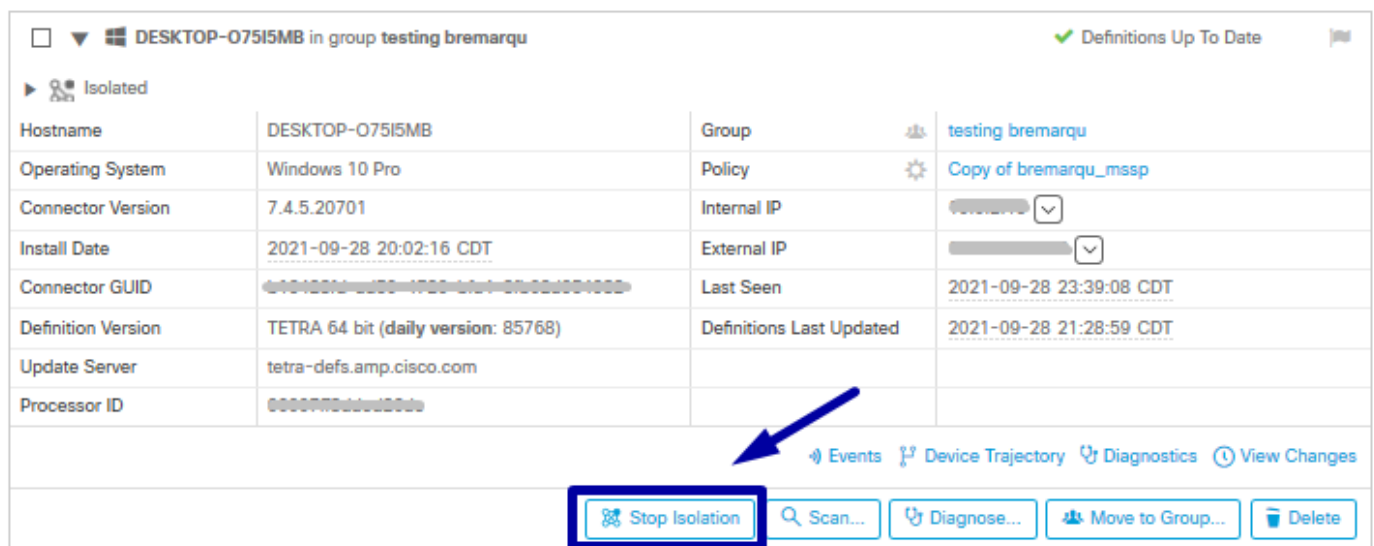 DESKTOP-O75I5MB in group testing bremarqu Definitions Up To Date
Isolated
Hostname DESKTOP-O75I5MB Group testing bremarqu
Operating System Windows 10 Pro Policy Copy of bremarqu_mssp
Connector Version 7.4.5.20701 Internal IP
Install Date 2021-09-28 20:02:16 CDT External IP
Connector GUID Last Seen 2021-09-28 23:39:08 CDT
Definition Version TETRA 64 bit (daily version: 85768) Definitions Last Updated 2021-09-28 21:28:59 CDT
Update Server tetra-defs.amp.cisco.com
Processor ID
Events Device Trajectory Diagnostics View Changes
Stop Isolation Scan... Diagnose... Move to Group... Delete